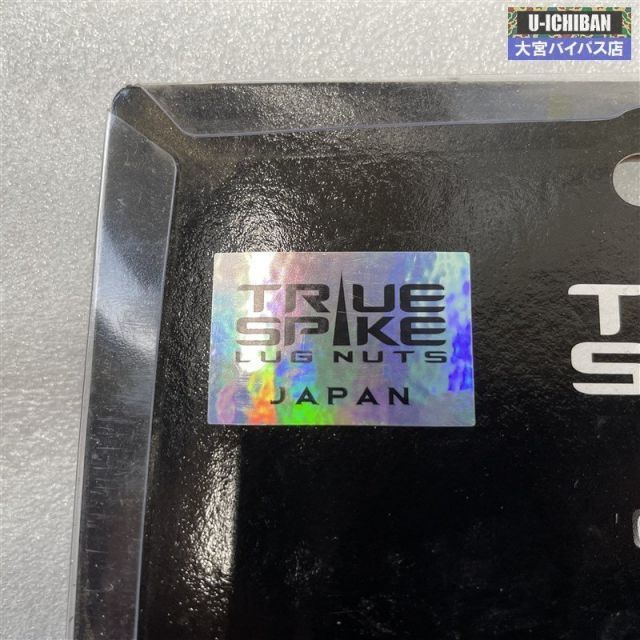 U-ICHIBAN
大宮バイパス店
TRUE
SPIKE
LUG NUTS
JAPAN